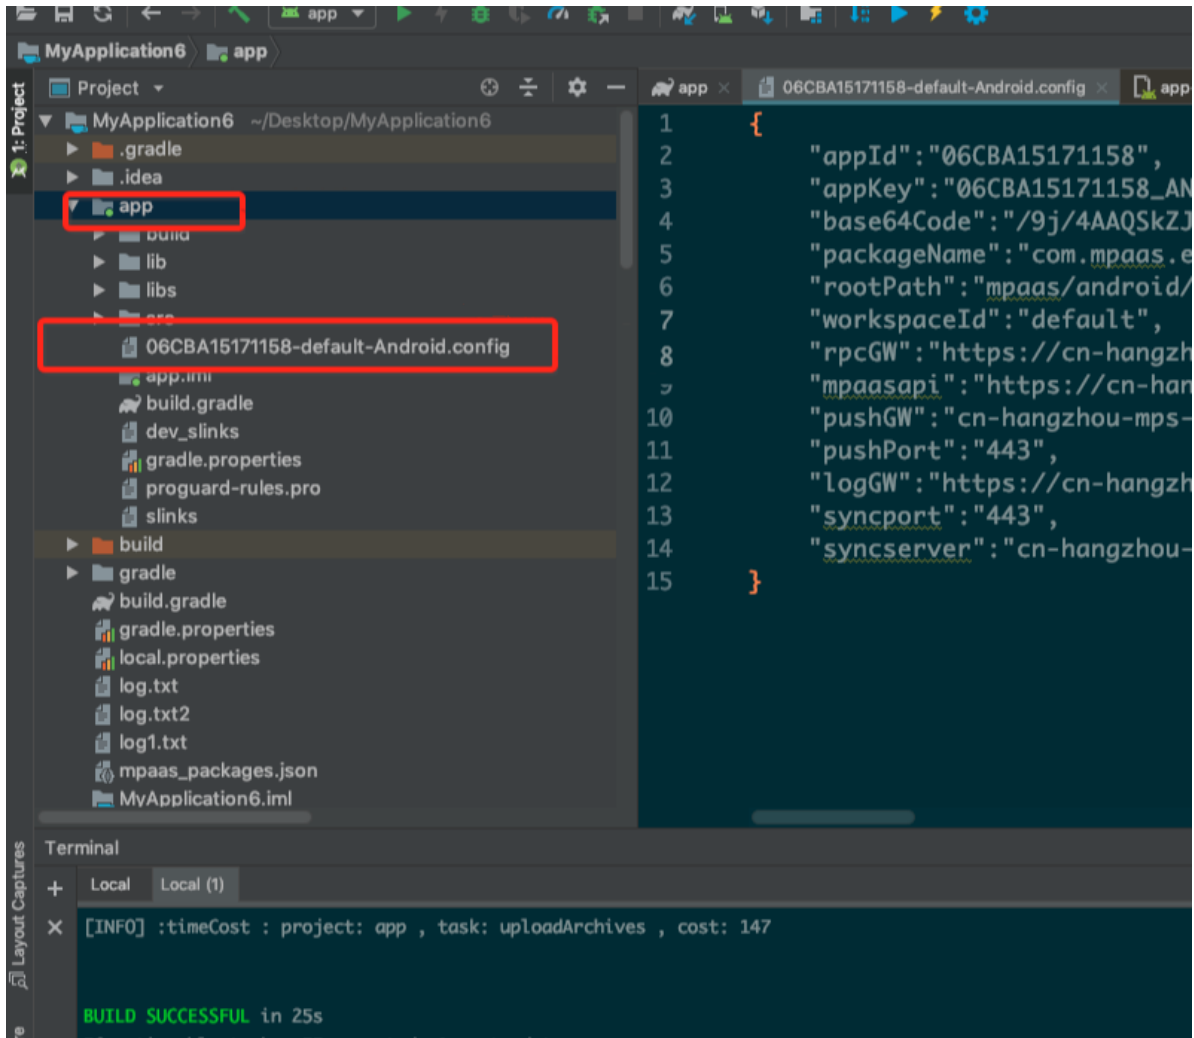 app
MyApplication6 app
1: Project
Project
MyApplication6 ~/Desktop/MyApplication6
.gradle
.idea
app
build
lib
libs
src
06CBA15171158-default-Android.config
app.iml
build.gradle
dev_slinks
gradle.properties
proguard-rules.pro
slinks
build
gradle
build.gradle
gradle.properties
local.properties
log.txt
log.txt2
log1.txt
mpaas_packages.json
MyApplication6.iml
app 06CBA15171158-default-Android.config app-
1 {
2 "appId":"06CBA15171158",
3 "appKey":"06CBA15171158_AN
4 "base64Code":"/9j/4AAQSkZJ
5 "packageName":"com.mpaas.e
6 "rootPath":"mpaas/android/
7 "workspaceId":"default",
8 "rpcGW":"https://cn-hangzh
9 "mpaasapi":"https://cn-han
10 "pushGW":"cn-hangzhou-mps-
11 "pushPort":"443",
12 "logGW":"https://cn-hangzh
13 "syncport":"443",
14 "syncserver":"cn-hangzhou-
15 }
Layout Captures
Terminal
+ Local Local (1)
[INFO] :timeCost : project: app , task: uploadArchives , cost: 147
BUILD SUCCESSFUL in 25s